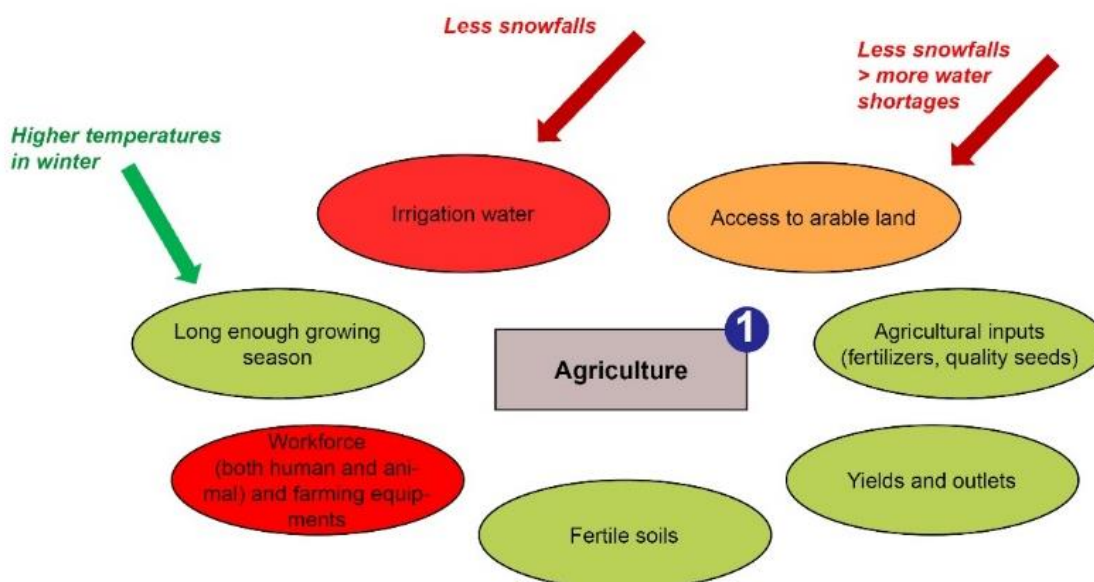 Less snowfalls
Less snowfalls
> more water
shortages
Higher temperatures
in winter
Irrigation water
Access to arable land
Long enough growing
season
1
Agriculture
Agricultural inputs
(fertilizers, quality seeds)
Workforce
(both human and ani-
mal) and farming equip-
ments
Yields and outlets
Fertile soils